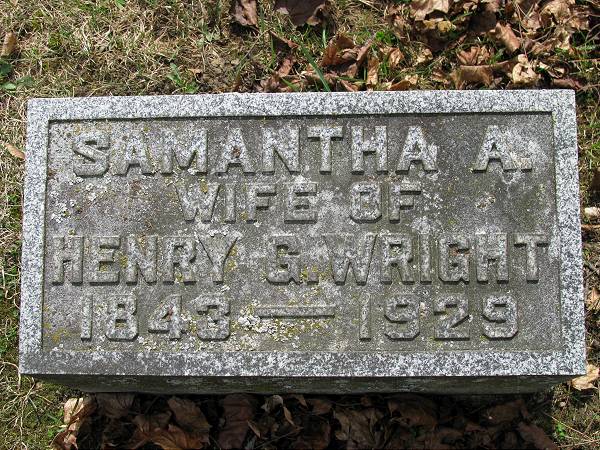 SAMANTHA A.
WIFE OF
HENRY G. WRIGHT
1843 — 1929